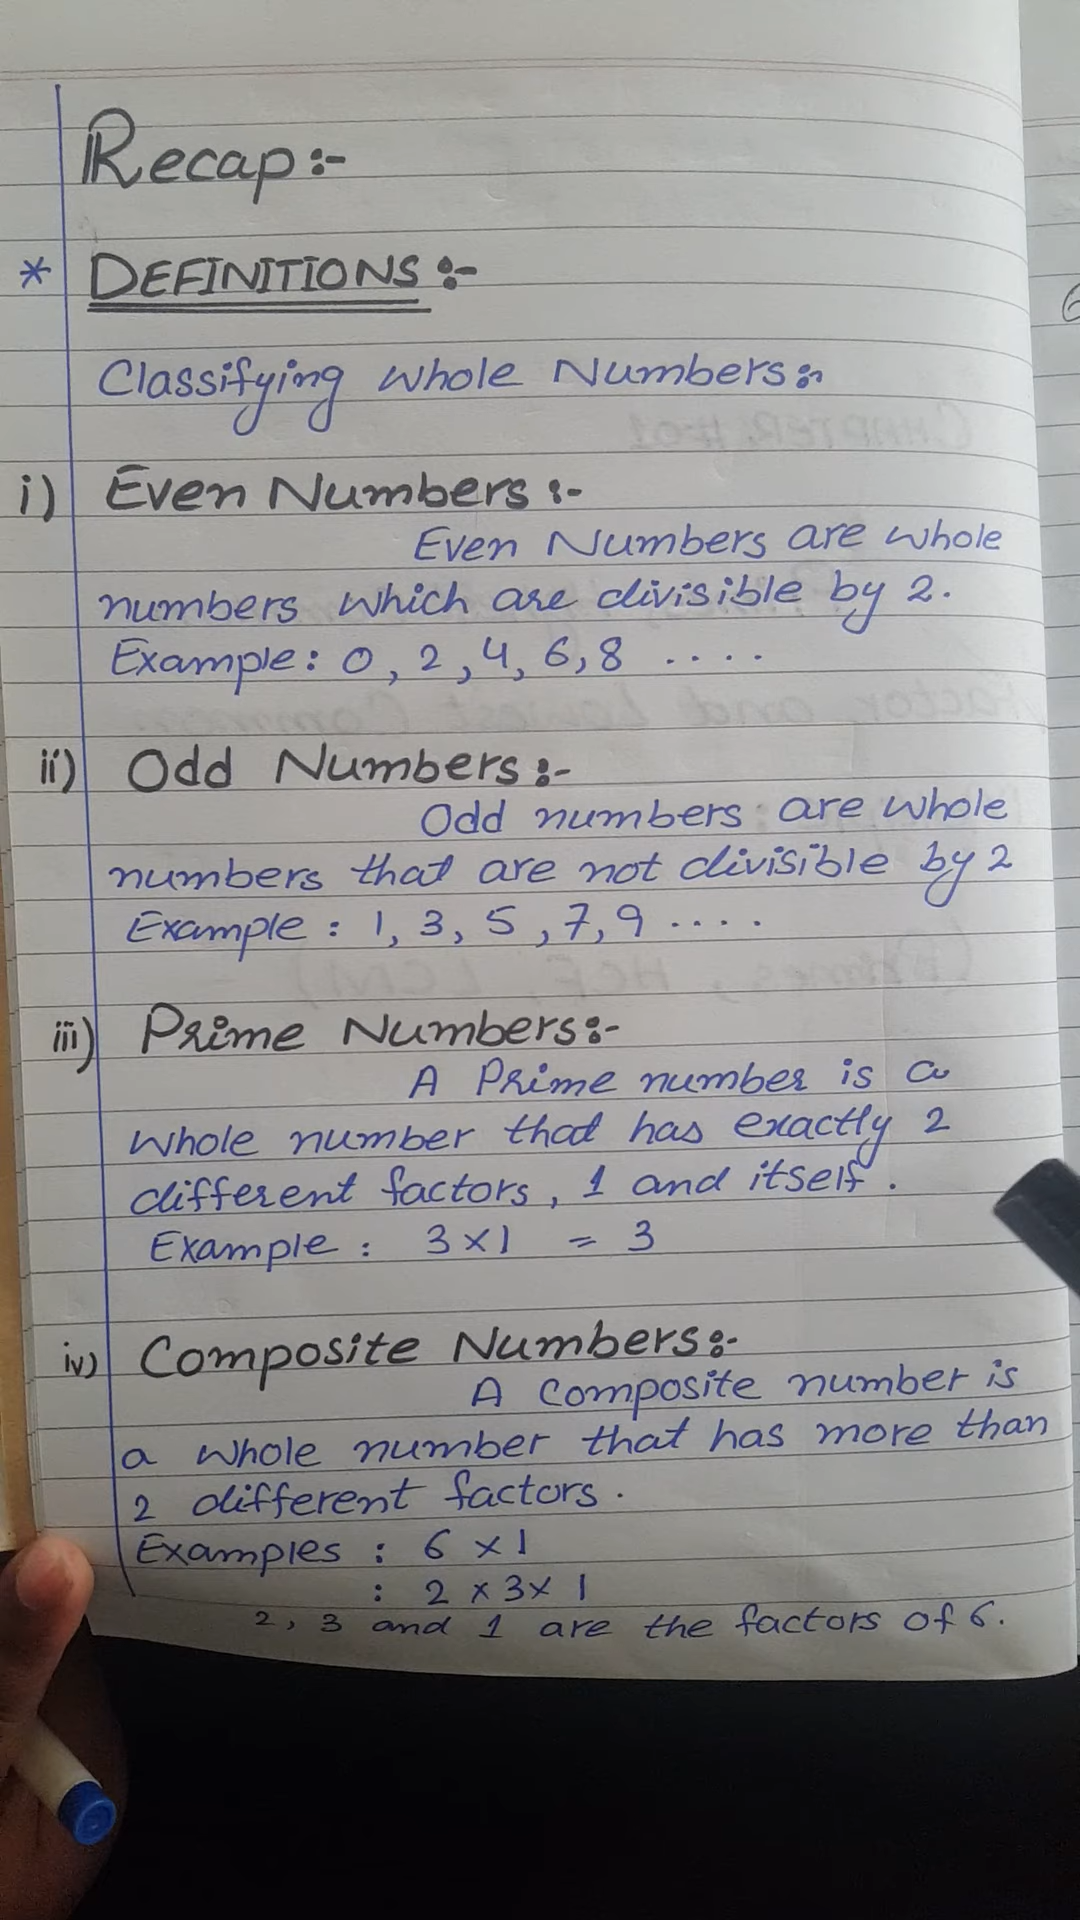 Recap:-
* DEFINITIONS :-
Classifying Whole Numbers:-
i) Even Numbers :-
Even Numbers are whole
numbers which are divisible by 2.
Example: 0, 2, 4, 6, 8 ....
ii) Odd Numbers :-
Odd numbers are whole
numbers that are not divisible by 2
Example : 1, 3, 5, 7, 9 ....
iii) Prime Numbers:-
A Prime number is a
whole number that has exactly 2
different factors, 1 and itself.
Example : 3 x 1 = 3
iv) Composite Numbers:-
A Composite number is
a whole number that has more than
2 different factors.
Examples : 6 x 1
: 2 x 3 x 1
2, 3 and 1 are the factors of 6.